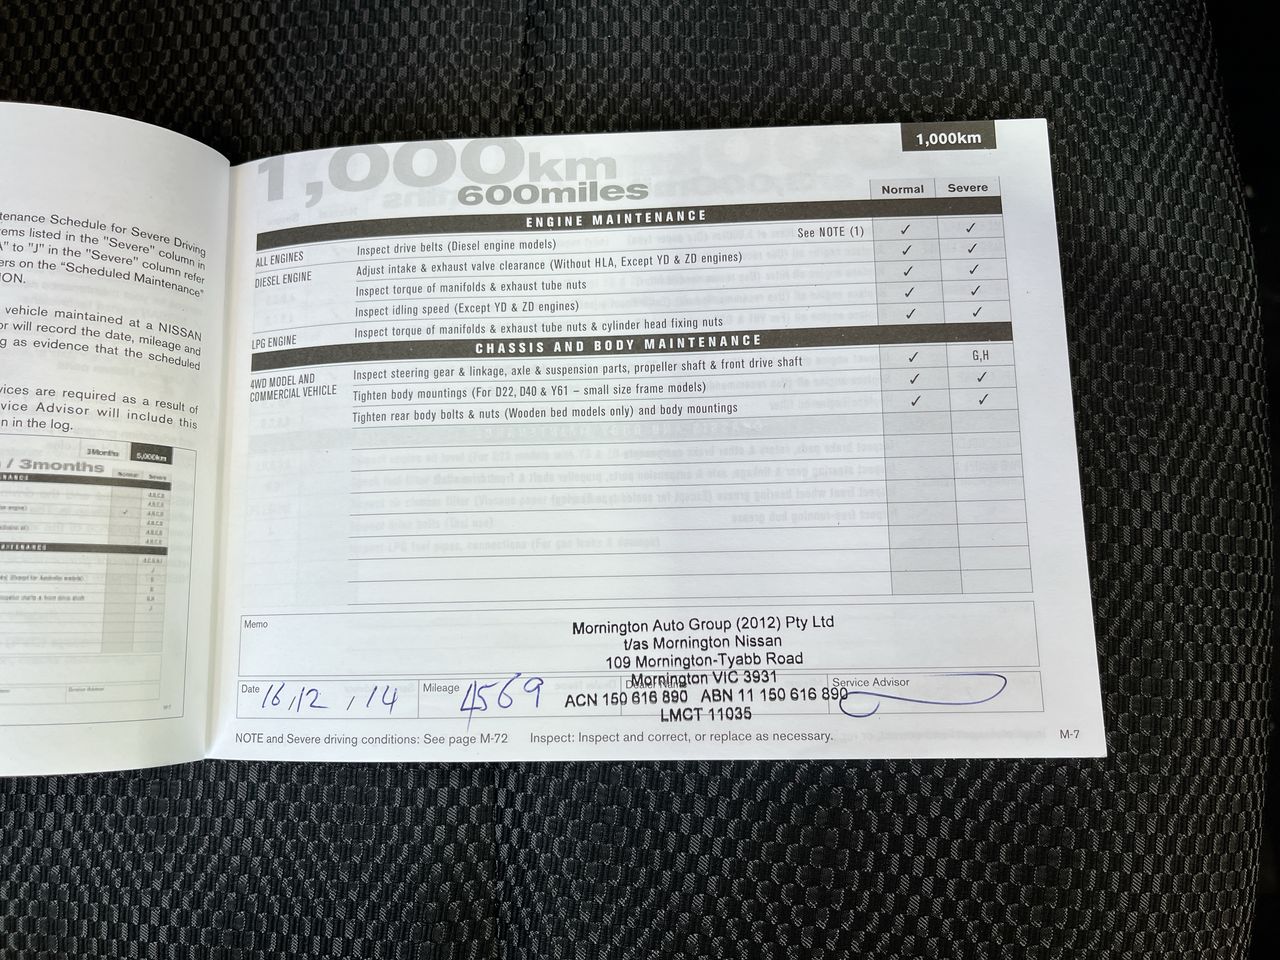 tenance Schedule for Severe Driving
ems listed in the "Severe" column in
" to "J" in the "Severe" column refer
ers on the "Scheduled Maintenance"
ION.
vehicle maintained at a NISSAN
or will record the date, mileage and
g as evidence that the scheduled
vices are required as a result of
vice Advisor will include this
n in the log.
3Months 5,000km
/ 3months
Normal Severe
1,000km
1,000km
600miles
Normal Severe
ENGINE MAINTENANCE
ALL ENGINES Inspect drive belts (Diesel engine models) See NOTE (1) ✓ ✓
DIESEL ENGINE Adjust intake & exhaust valve clearance (Without HLA, Except YD & ZD engines) ✓ ✓
Inspect torque of manifolds & exhaust tube nuts ✓ ✓
Inspect idling speed (Except YD & ZD engines) ✓ ✓
LPG ENGINE Inspect torque of manifolds & exhaust tube nuts & cylinder head fixing nuts ✓ ✓
CHASSIS AND BODY MAINTENANCE
4WD MODEL AND COMMERCIAL VEHICLE Inspect steering gear & linkage, axle & suspension parts, propeller shaft & front drive shaft ✓ G,H
Tighten body mountings (For D22, D40 & Y61 – small size frame models) ✓ ✓
Tighten rear body bolts & nuts (Wooden bed models only) and body mountings ✓ ✓
Memo
Mornington Auto Group (2012) Pty Ltd
t/as Mornington Nissan
109 Mornington-Tyabb Road
Mornington VIC 3931
ACN 150 616 890 ABN 11 150 616 890
LMCT 11035
Date 16/12/14 Mileage 4569 Dealer Name Service Advisor
NOTE and Severe driving conditions: See page M-72 Inspect: Inspect and correct, or replace as necessary. M-7